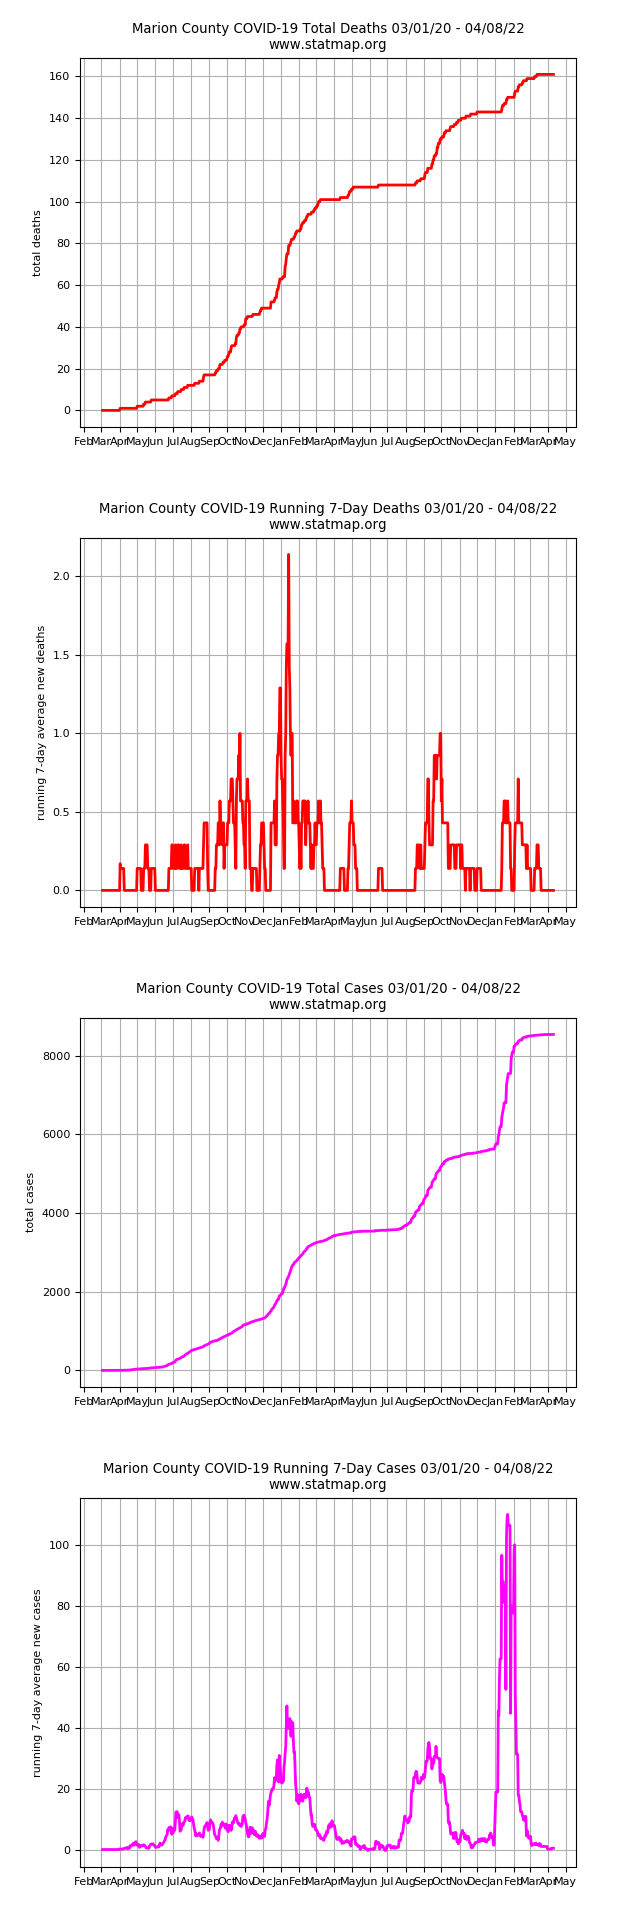 Marion County COVID-19 Total Deaths 03/01/20 - 04/08/22
www.statmap.org
160
140
120
100
80
60
40
20
0
total deaths
Feb Mar Apr May Jun Jul Aug Sep Oct Nov Dec Jan Feb Mar Apr May Jun Jul Aug Sep Oct Nov Dec Jan Feb Mar Apr May
Marion County COVID-19 Running 7-Day Deaths 03/01/20 - 04/08/22
www.statmap.org
2.0
1.5
1.0
0.5
0.0
running 7-day average new deaths
Feb Mar Apr May Jun Jul Aug Sep Oct Nov Dec Jan Feb Mar Apr May Jun Jul Aug Sep Oct Nov Dec Jan Feb Mar Apr May
Marion County COVID-19 Total Cases 03/01/20 - 04/08/22
www.statmap.org
8000
6000
4000
2000
0
total cases
Feb Mar Apr May Jun Jul Aug Sep Oct Nov Dec Jan Feb Mar Apr May Jun Jul Aug Sep Oct Nov Dec Jan Feb Mar Apr May
Marion County COVID-19 Running 7-Day Cases 03/01/20 - 04/08/22
www.statmap.org
100
80
60
40
20
0
running 7-day average new cases
Feb Mar Apr May Jun Jul Aug Sep Oct Nov Dec Jan Feb Mar Apr May Jun Jul Aug Sep Oct Nov Dec Jan Feb Mar Apr May